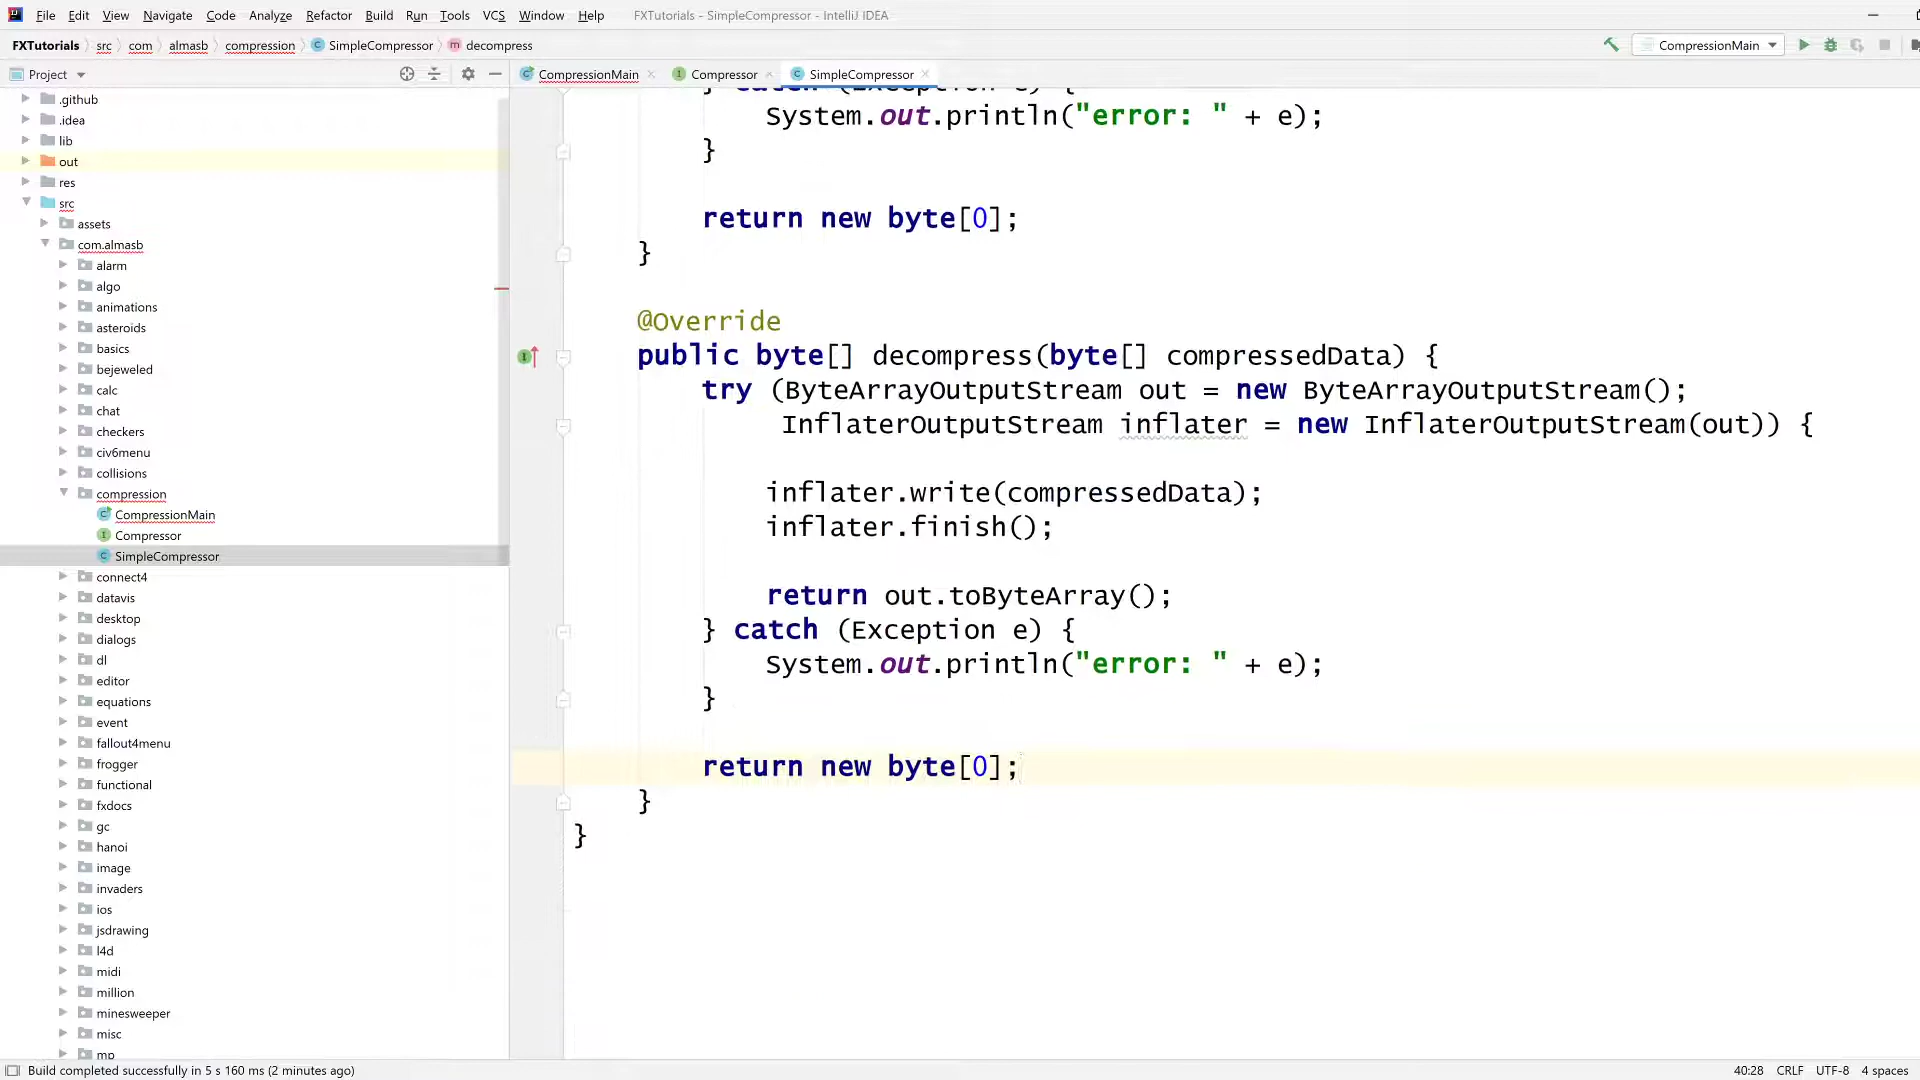 File Edit View Navigate Code Analyze Refactor Build Run Tools VCS Window Help FXTutorials - SimpleCompressor - IntelliJ IDEA
FXTutorials src com almasb compression SimpleCompressor decompress CompressionMain
Project CompressionMain Compressor SimpleCompressor
.github
.idea
lib
out
res
src
assets
com.almasb
alarm
algo
animations
asteroids
basics
bejeweled
calc
chat
checkers
civ6menu
collisions
compression
CompressionMain
Compressor
SimpleCompressor
connect4
datavis
desktop
dialogs
dl
editor
equations
event
fallout4menu
frogger
functional
fxdocs
gc
hanoi
image
invaders
ios
jsdrawing
l4d
midi
million
minesweeper
misc
mp
} catch (Exception e) {
System.out.println("error: " + e);
}
return new byte[0];
}
@Override
public byte[] decompress(byte[] compressedData) {
try (ByteArrayOutputStream out = new ByteArrayOutputStream();
InflaterOutputStream inflater = new InflaterOutputStream(out)) {
inflater.write(compressedData);
inflater.finish();
return out.toByteArray();
} catch (Exception e) {
System.out.println("error: " + e);
}
return new byte[0];
}
}
Build completed successfully in 5 s 160 ms (2 minutes ago) 40:28 CRLF UTF-8 4 spaces